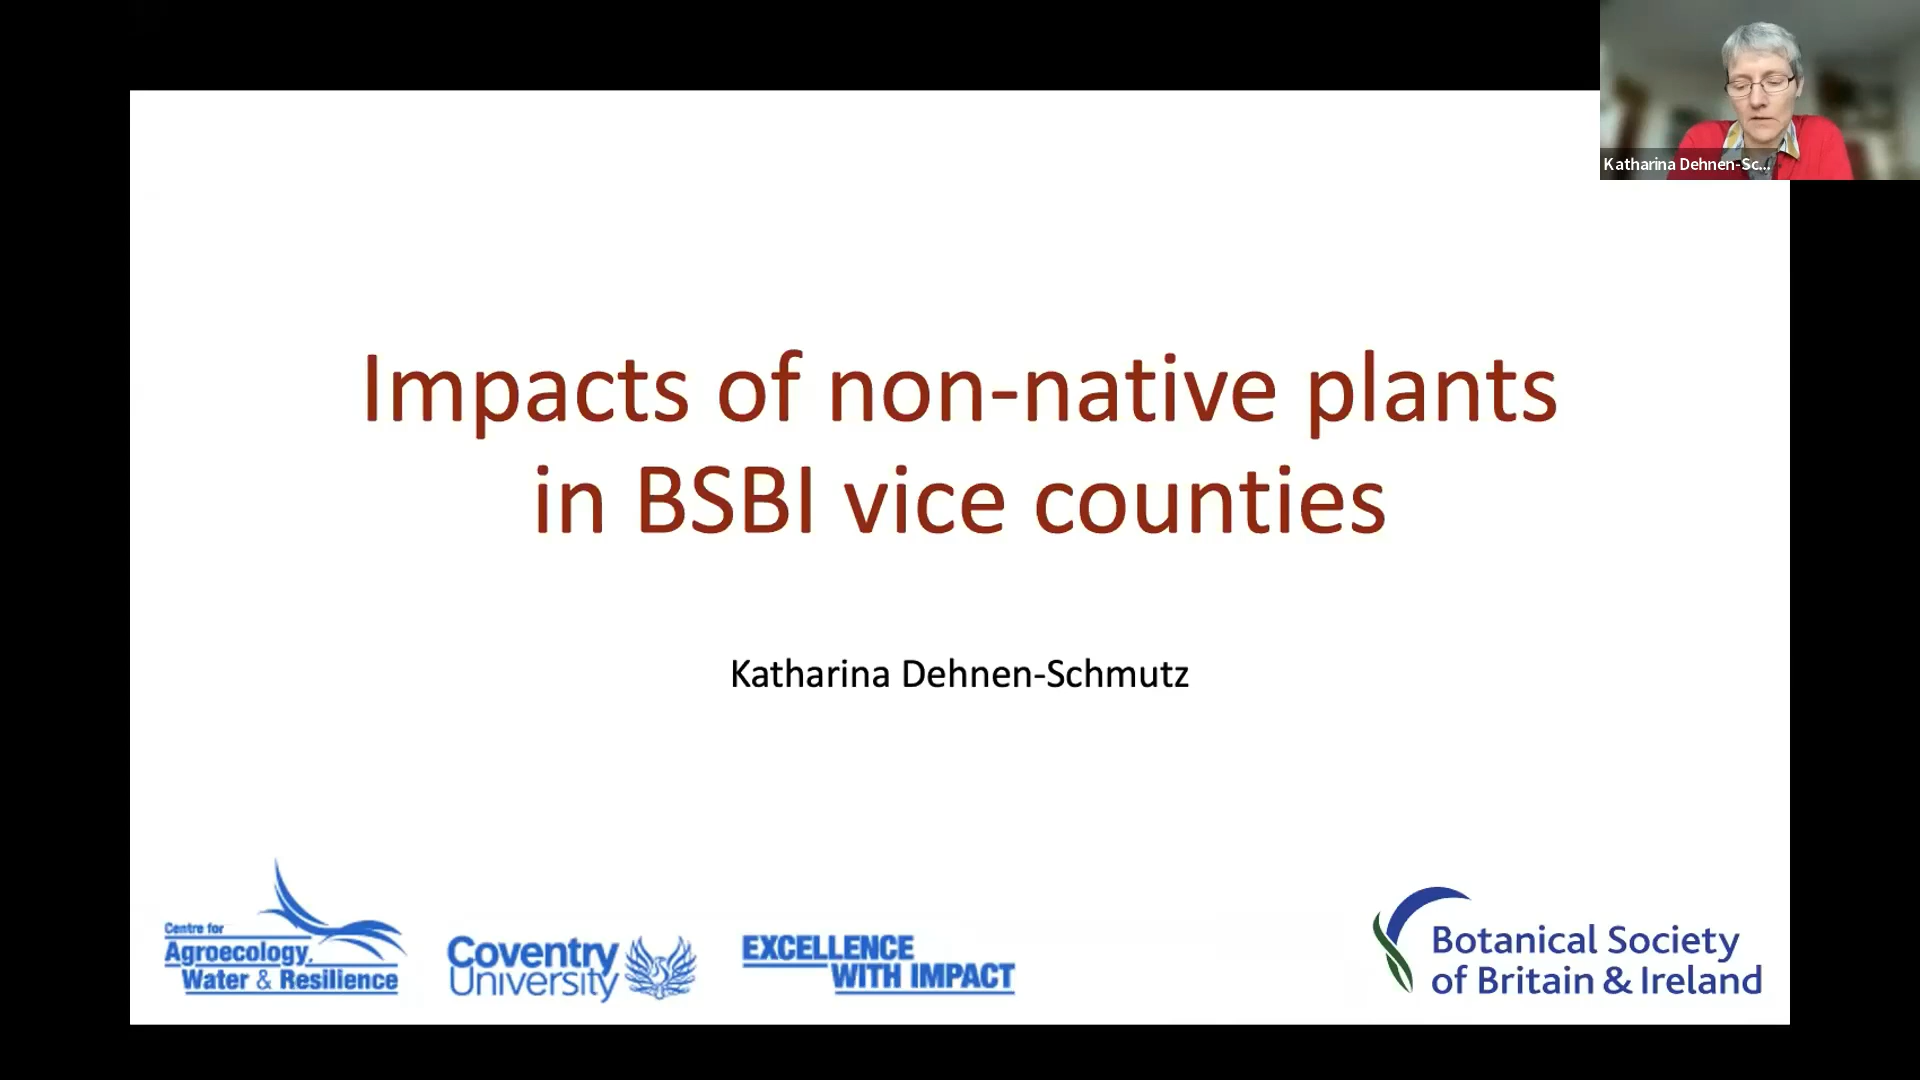 Katharina Dehnen-Sc...
Impacts of non-native plants
in BSBI vice counties
Katharina Dehnen-Schmutz
Centre for
Agroecology,
Water & Resilience
Coventry
University
EXCELLENCE
WITH IMPACT
Botanical Society
of Britain & Ireland